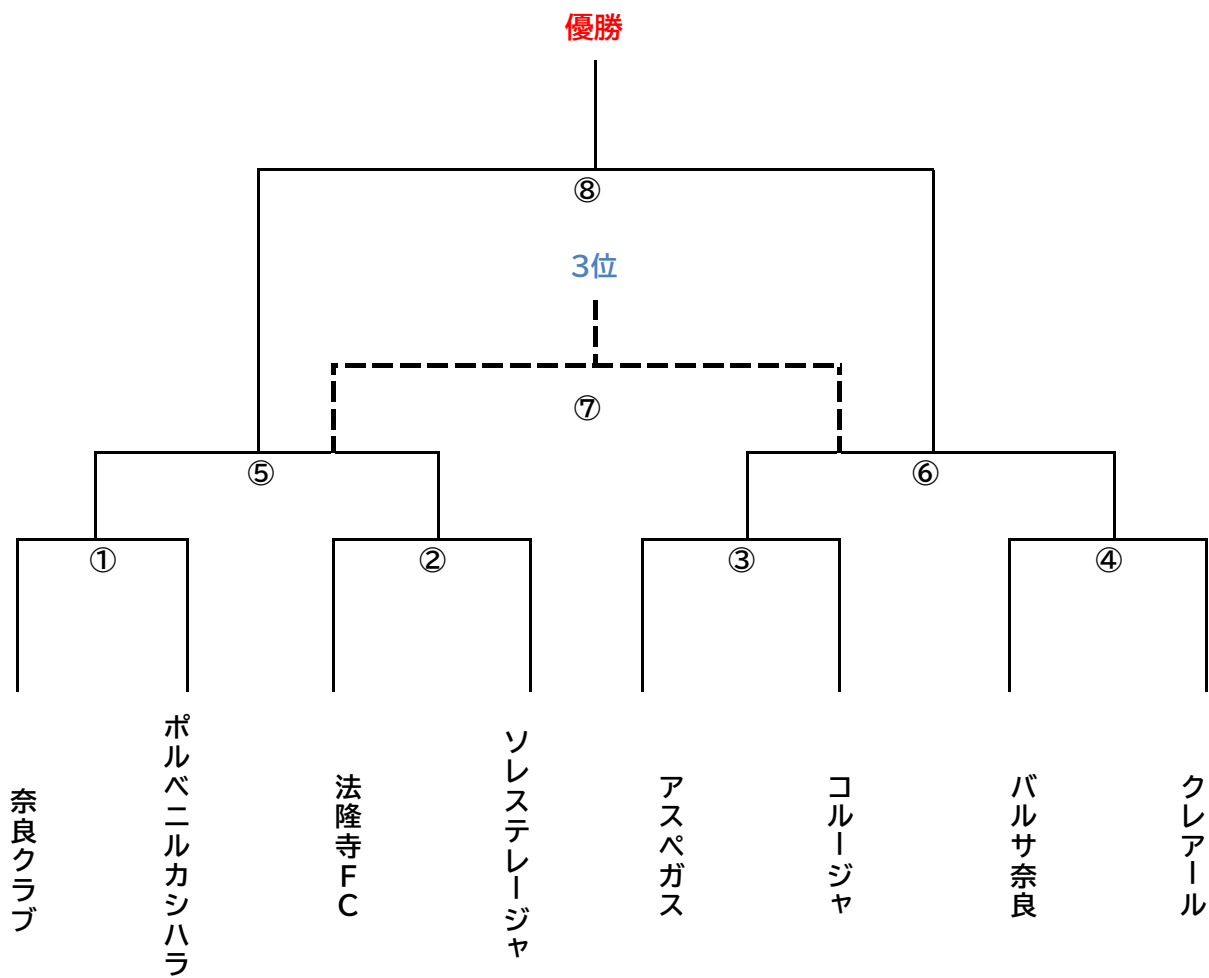 優勝
⑧
3位
⑦
⑤
⑥
①
②
③
④
奈良クラブ
ポルベニルカシハラ
法隆寺FC
ソレステレージャ
アスペガス
コルージャ
バルサ奈良
クレアール